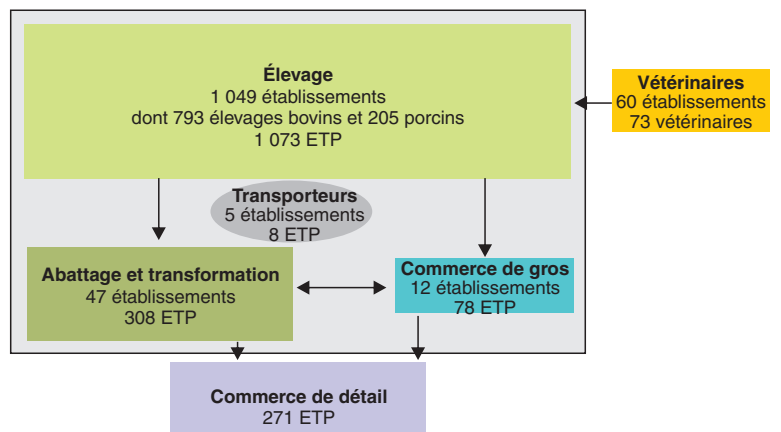 Élevage
1 049 établissements
dont 793 élevages bovins et 205 porcins
1 073 ETP
Vétérinaires
60 établissements
73 vétérinaires
Transporteurs
5 établissements
8 ETP
Abattage et transformation
47 établissements
308 ETP
Commerce de gros
12 établissements
78 ETP
Commerce de détail
271 ETP